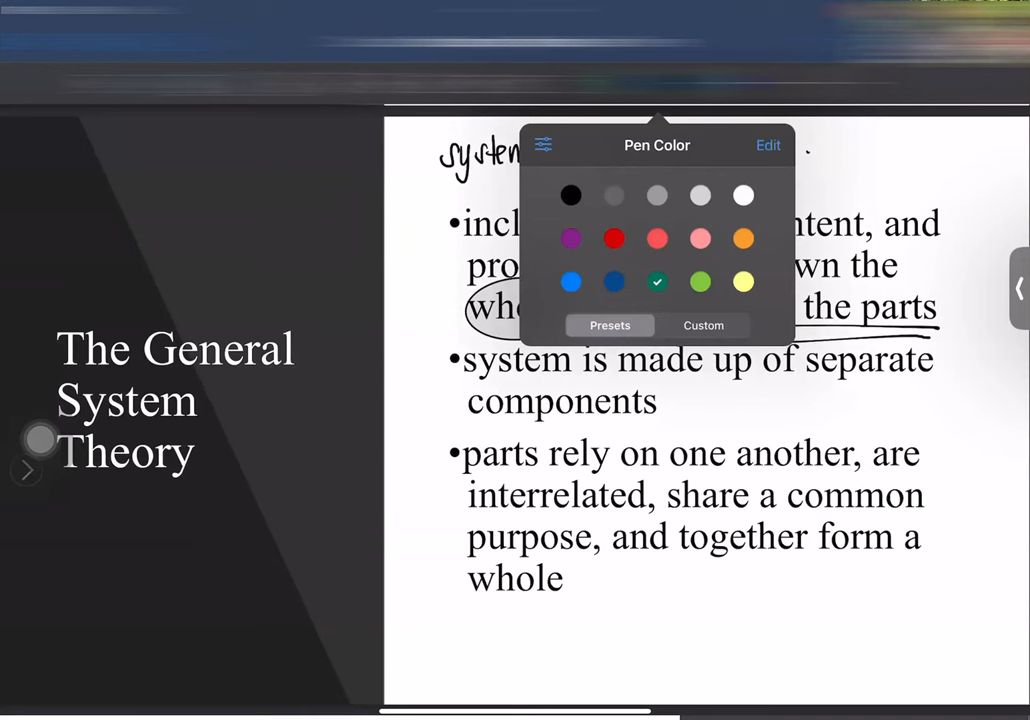 Pen Color
Edit
Presets
Custom
system
•incl ntent, and
pro wn the
who the parts
•system is made up of separate
components
•parts rely on one another, are
interrelated, share a common
purpose, and together form a
whole
The General
System
Theory